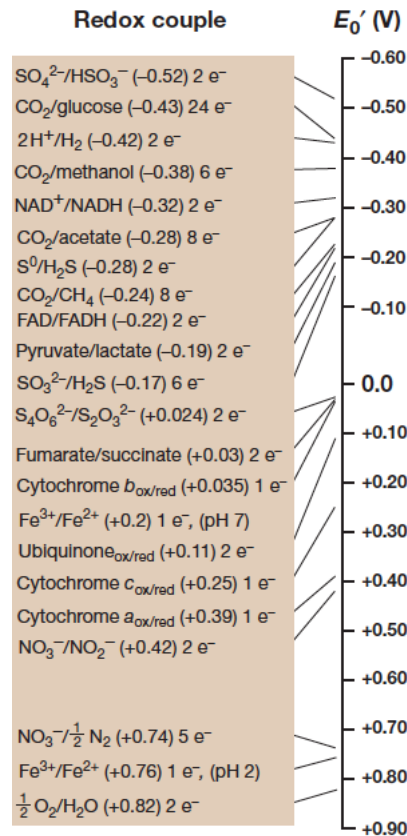 Redox couple E₀′ (V)
SO₄²⁻/HSO₃⁻ (–0.52) 2 e⁻
CO₂/glucose (–0.43) 24 e⁻
2H⁺/H₂ (–0.42) 2 e⁻
CO₂/methanol (–0.38) 6 e⁻
NAD⁺/NADH (–0.32) 2 e⁻
CO₂/acetate (–0.28) 8 e⁻
S⁰/H₂S (–0.28) 2 e⁻
CO₂/CH₄ (–0.24) 8 e⁻
FAD/FADH (–0.22) 2 e⁻
Pyruvate/lactate (–0.19) 2 e⁻
SO₃²⁻/H₂S (–0.17) 6 e⁻
S₄O₆²⁻/S₂O₃²⁻ (+0.024) 2 e⁻
Fumarate/succinate (+0.03) 2 e⁻
Cytochrome b_ox/red (+0.035) 1 e⁻
Fe³⁺/Fe²⁺ (+0.2) 1 e⁻, (pH 7)
Ubiquinone_ox/red (+0.11) 2 e⁻
Cytochrome c_ox/red (+0.25) 1 e⁻
Cytochrome a_ox/red (+0.39) 1 e⁻
NO₃⁻/NO₂⁻ (+0.42) 2 e⁻
NO₃⁻/½ N₂ (+0.74) 5 e⁻
Fe³⁺/Fe²⁺ (+0.76) 1 e⁻, (pH 2)
½ O₂/H₂O (+0.82) 2 e⁻
–0.60
–0.50
–0.40
–0.30
–0.20
–0.10
0.0
+0.10
+0.20
+0.30
+0.40
+0.50
+0.60
+0.70
+0.80
+0.90